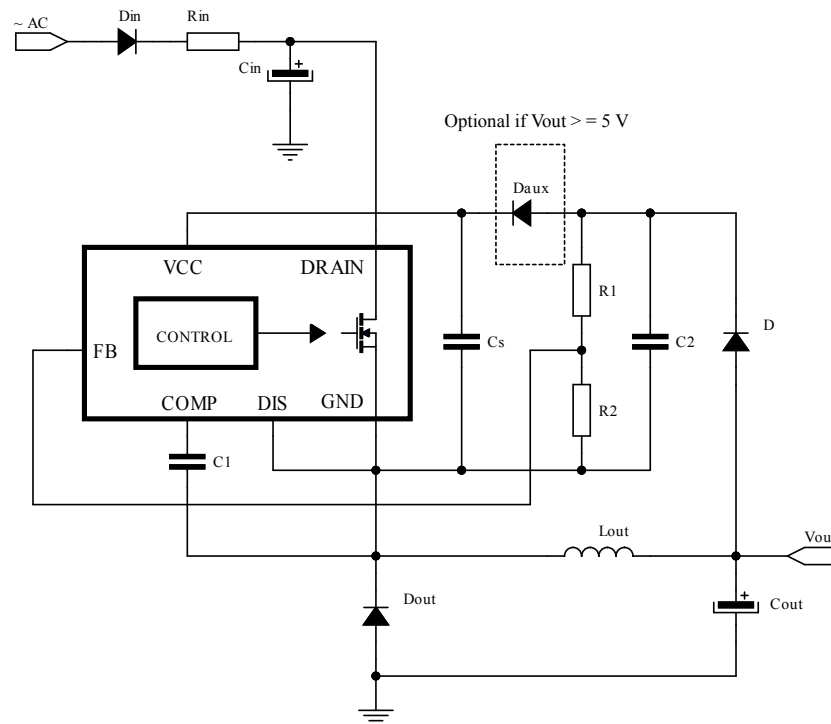 ~ AC
Din
Rin
Cin
+
Optional if Vout > = 5 V
Daux
VCC
DRAIN
R1
CONTROL
FB
Cs
C2
D
R2
COMP
DIS
GND
C1
Lout
Vou
Dout
+
Cout